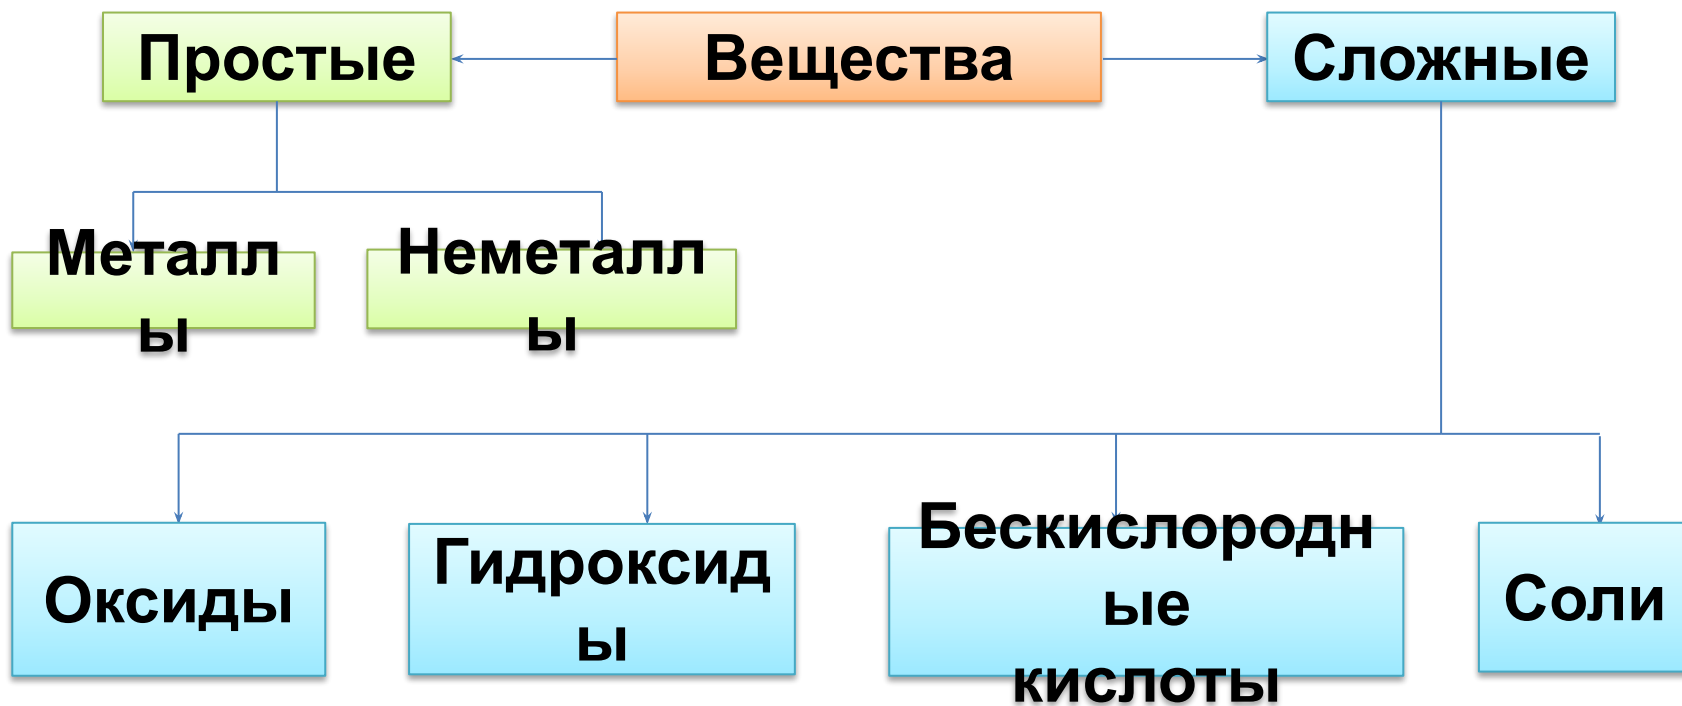 Простые
Вещества
Сложные
Металл
ы
Неметалл
ы
Оксиды
Гидроксид
ы
Бескислородн
ые
кислоты
Соли